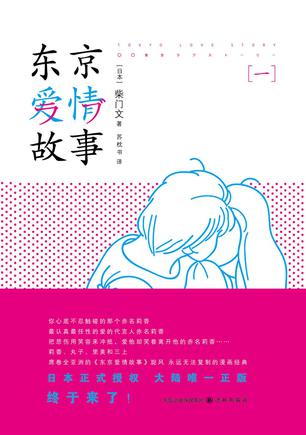 TOKYO LOVE STORY
东京
爱情
故事
[一]
[日本] 柴门文 著
苏枕书 译
你心底不忍触碰的那个赤名莉香
最认真最任性的爱的代言人赤名莉香
把悲伤用笑容来冲抵，爱他却笑着离开他的赤名莉香……
莉香、丸子、里美和三上
席卷全亚洲的《东京爱情故事》旋风 永远无法复制的漫画经典
日本正式授权 大陆唯一正版
终于来了！
译林出版社